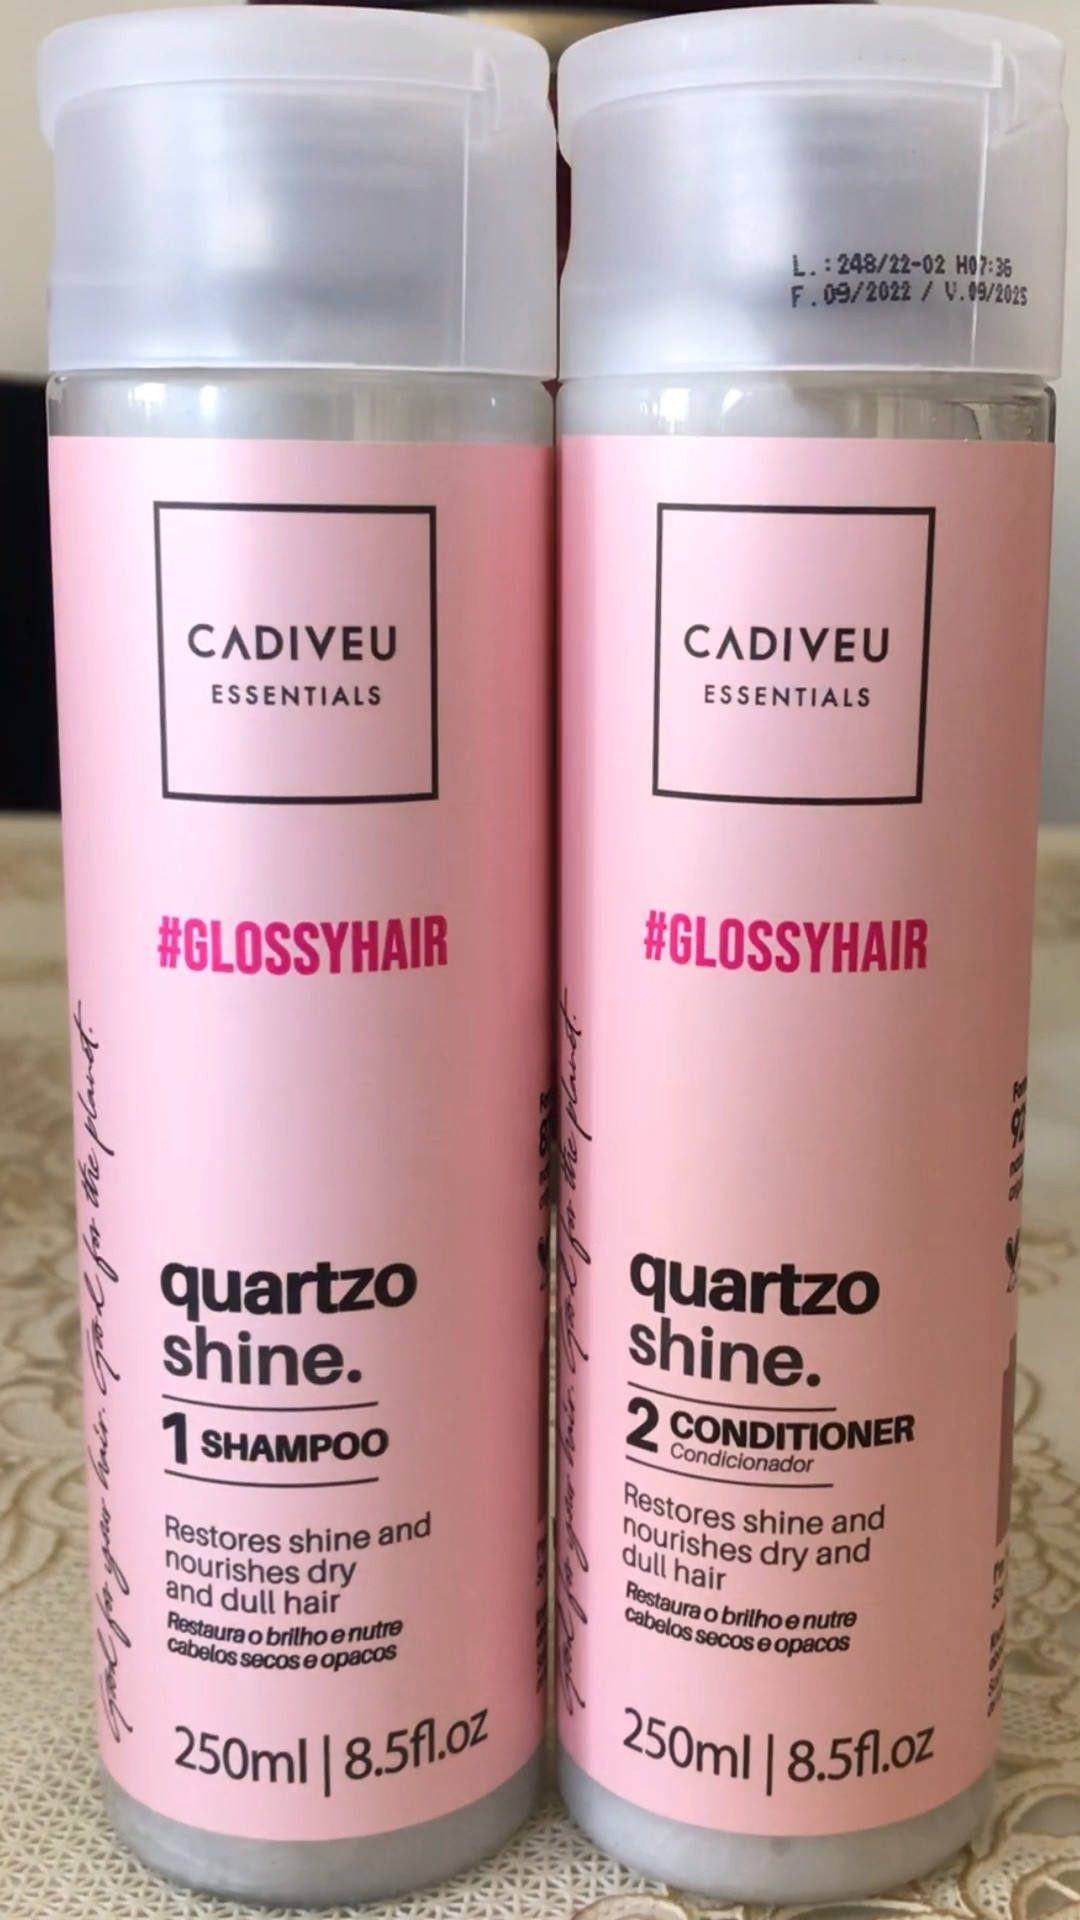 CADIVEU
ESSENTIALS
#GLOSSYHAIR
Good for your hair. Good for the planet.
quartzo
shine.
1 SHAMPOO
Restores shine and
nourishes dry
and dull hair
Restaura o brilho e nutre
cabelos secos e opacos
250ml | 8.5fl.oz
L.:248/22-02 H07:36
F.09/2022 / V.09/2025
CADIVEU
ESSENTIALS
#GLOSSYHAIR
Good for your hair. Good for the planet.
quartzo
shine.
2 CONDITIONER
Condicionador
Restores shine and
nourishes dry and
dull hair
Restaura o brilho e nutre
cabelos secos e opacos
250ml | 8.5fl.oz